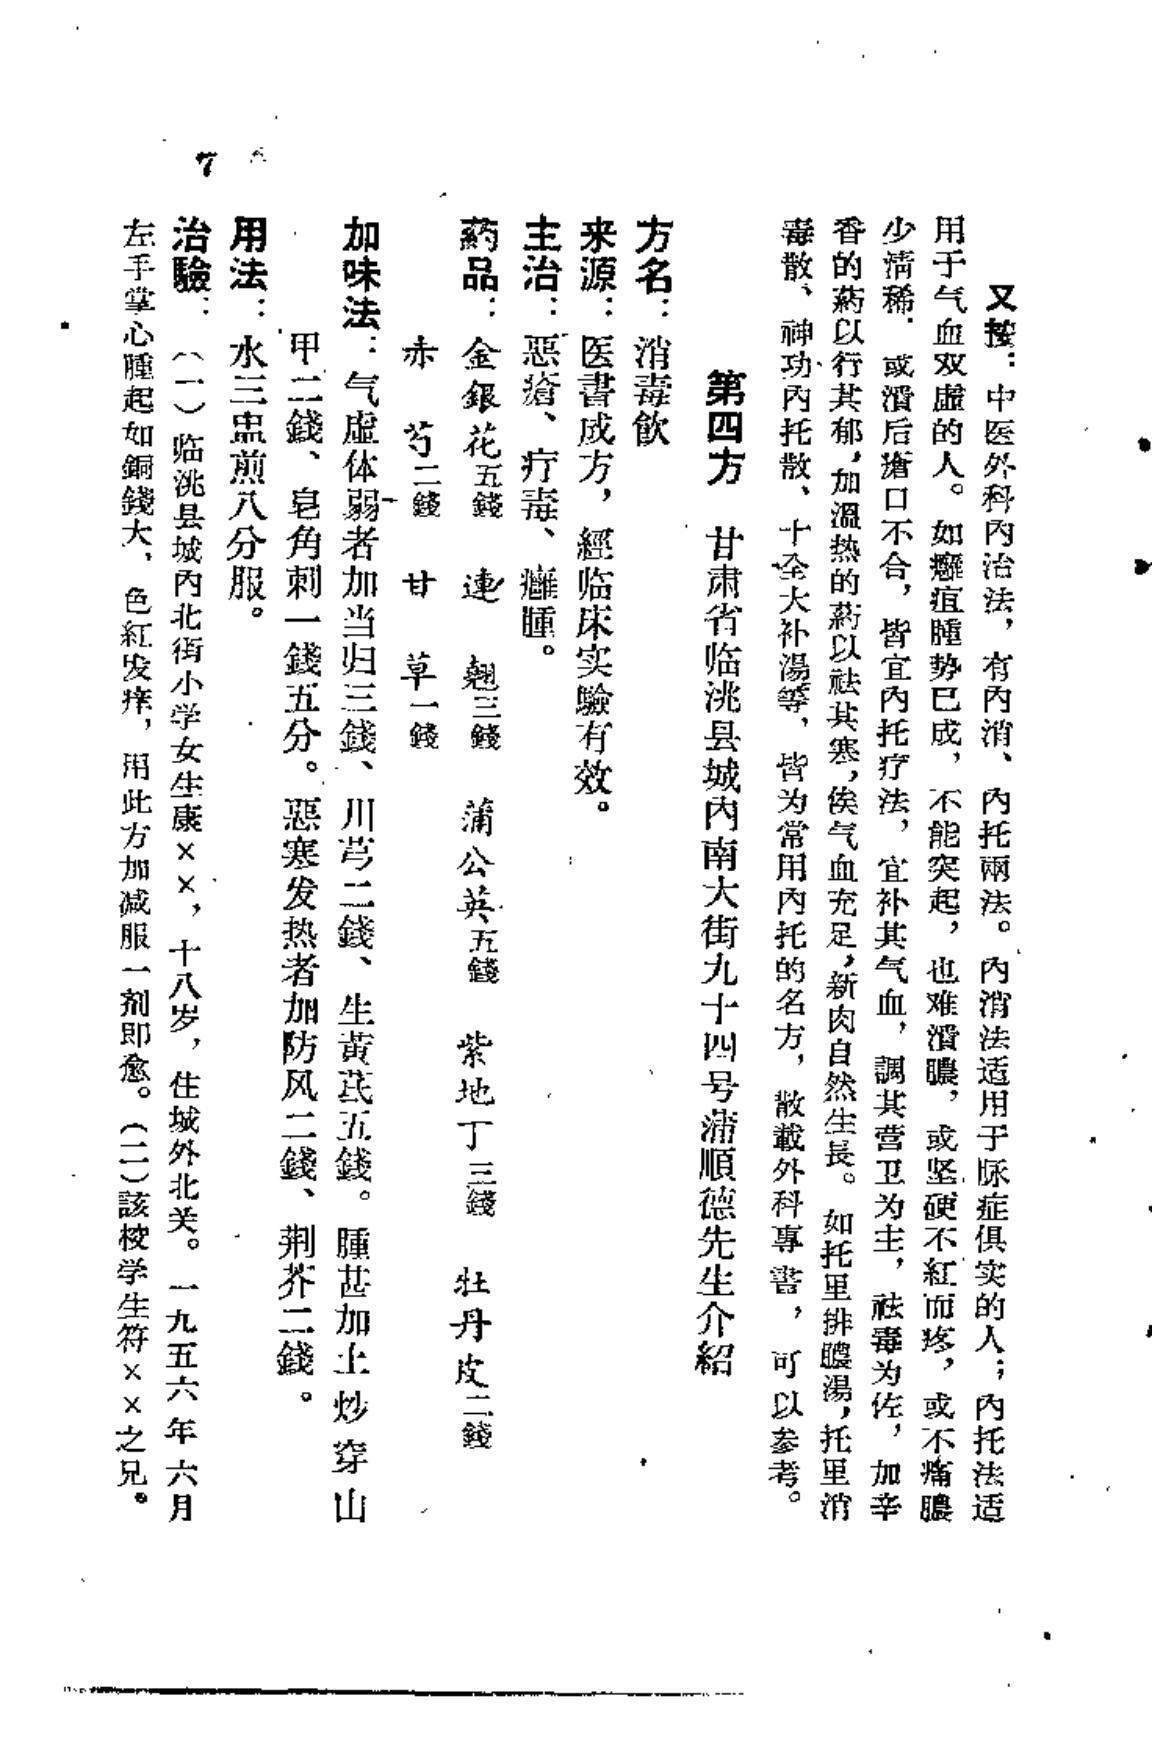 又按：中医外科內治法，有內消、內托兩法。內消法适用于脉症俱实的人；內托法适
用于气血双虛的人。如癰疽腫势已成，不能突起，也难潰膿，或坚硬不紅而疼，或不痛膿
少淸稀．或潰后瘡口不合，皆宜內托疗法，宜补其气血，調其营卫为主，祛毒为佐，加辛
香的葯以行其郁，加溫热的葯以祛其寒，俟气血充足，新肉自然生長。如托里排膿湯，托里消
毒散、神功內托散、十全大补湯等，皆为常用內托的名方，散載外科專書，可以参考。
第四方　甘肃省临洮县城內南大街九十四号蒲順德先生介紹
方名：消毒飲
来源：医書成方，經临床实驗有效。
主治：惡瘡、疗毒、癰腫。
葯品：金銀花五錢　連　翹三錢　蒲公英五錢　紫地丁三錢　牡丹皮二錢
赤　芍二錢　甘　草一錢
加味法：气虛体弱者加当归三錢、川芎二錢、生黃芪五錢。腫甚加土炒穿山
甲二錢、皂角刺一錢五分。惡寒发热者加防风二錢、荆芥二錢。
用法：水三盅煎八分服。
治驗：（一）临洮县城內北街小学女生康××，十八岁，住城外北关。一九五六年六月
左手掌心腫起如銅錢大、色紅发痒，用此方加减服一剂即愈。（二）該校学生符××之兄。
7